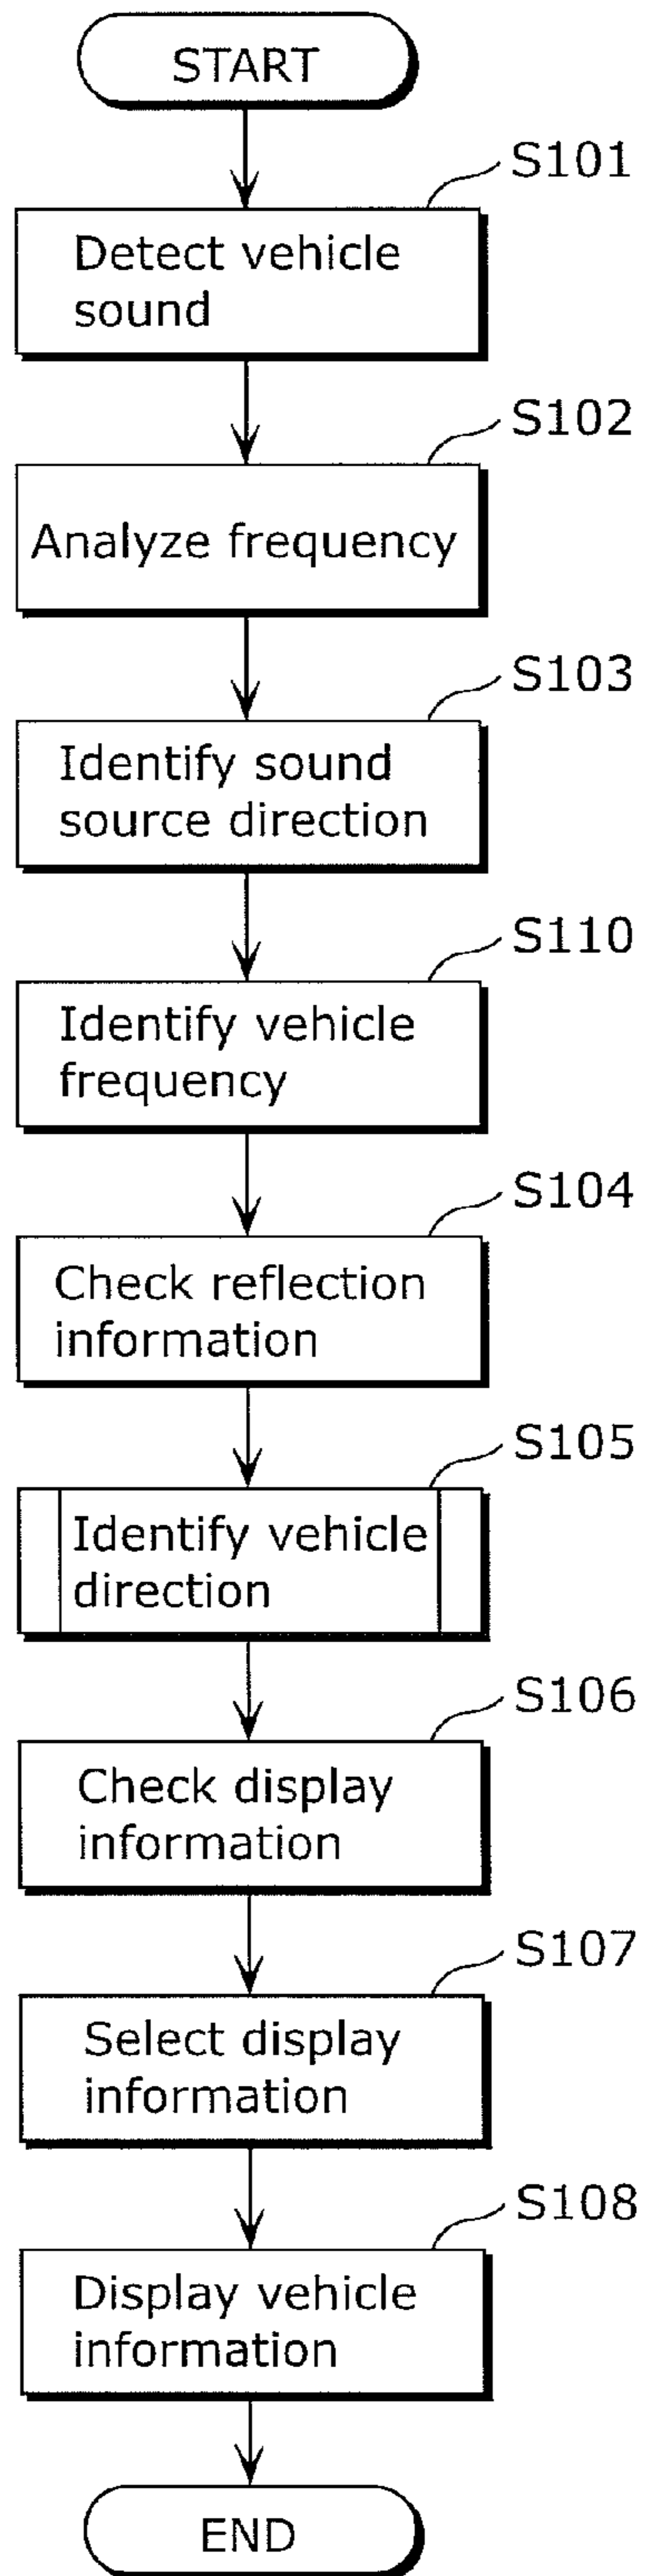 START
S101
Detect vehicle
sound
S102
Analyze frequency
S103
Identify sound
source direction
S110
Identify vehicle
frequency
S104
Check reflection
information
S105
Identify vehicle
direction
S106
Check display
information
S107
Select display
information
S108
Display vehicle
information
END